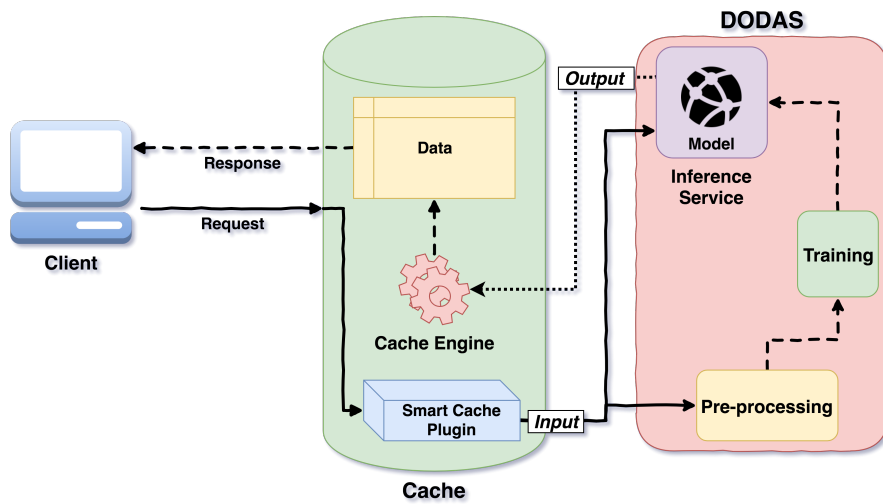 DODAS
Output
Model
Inference
Service
Data
Response
Request
Client
Training
Cache Engine
Smart Cache
Plugin
Input
Pre-processing
Cache